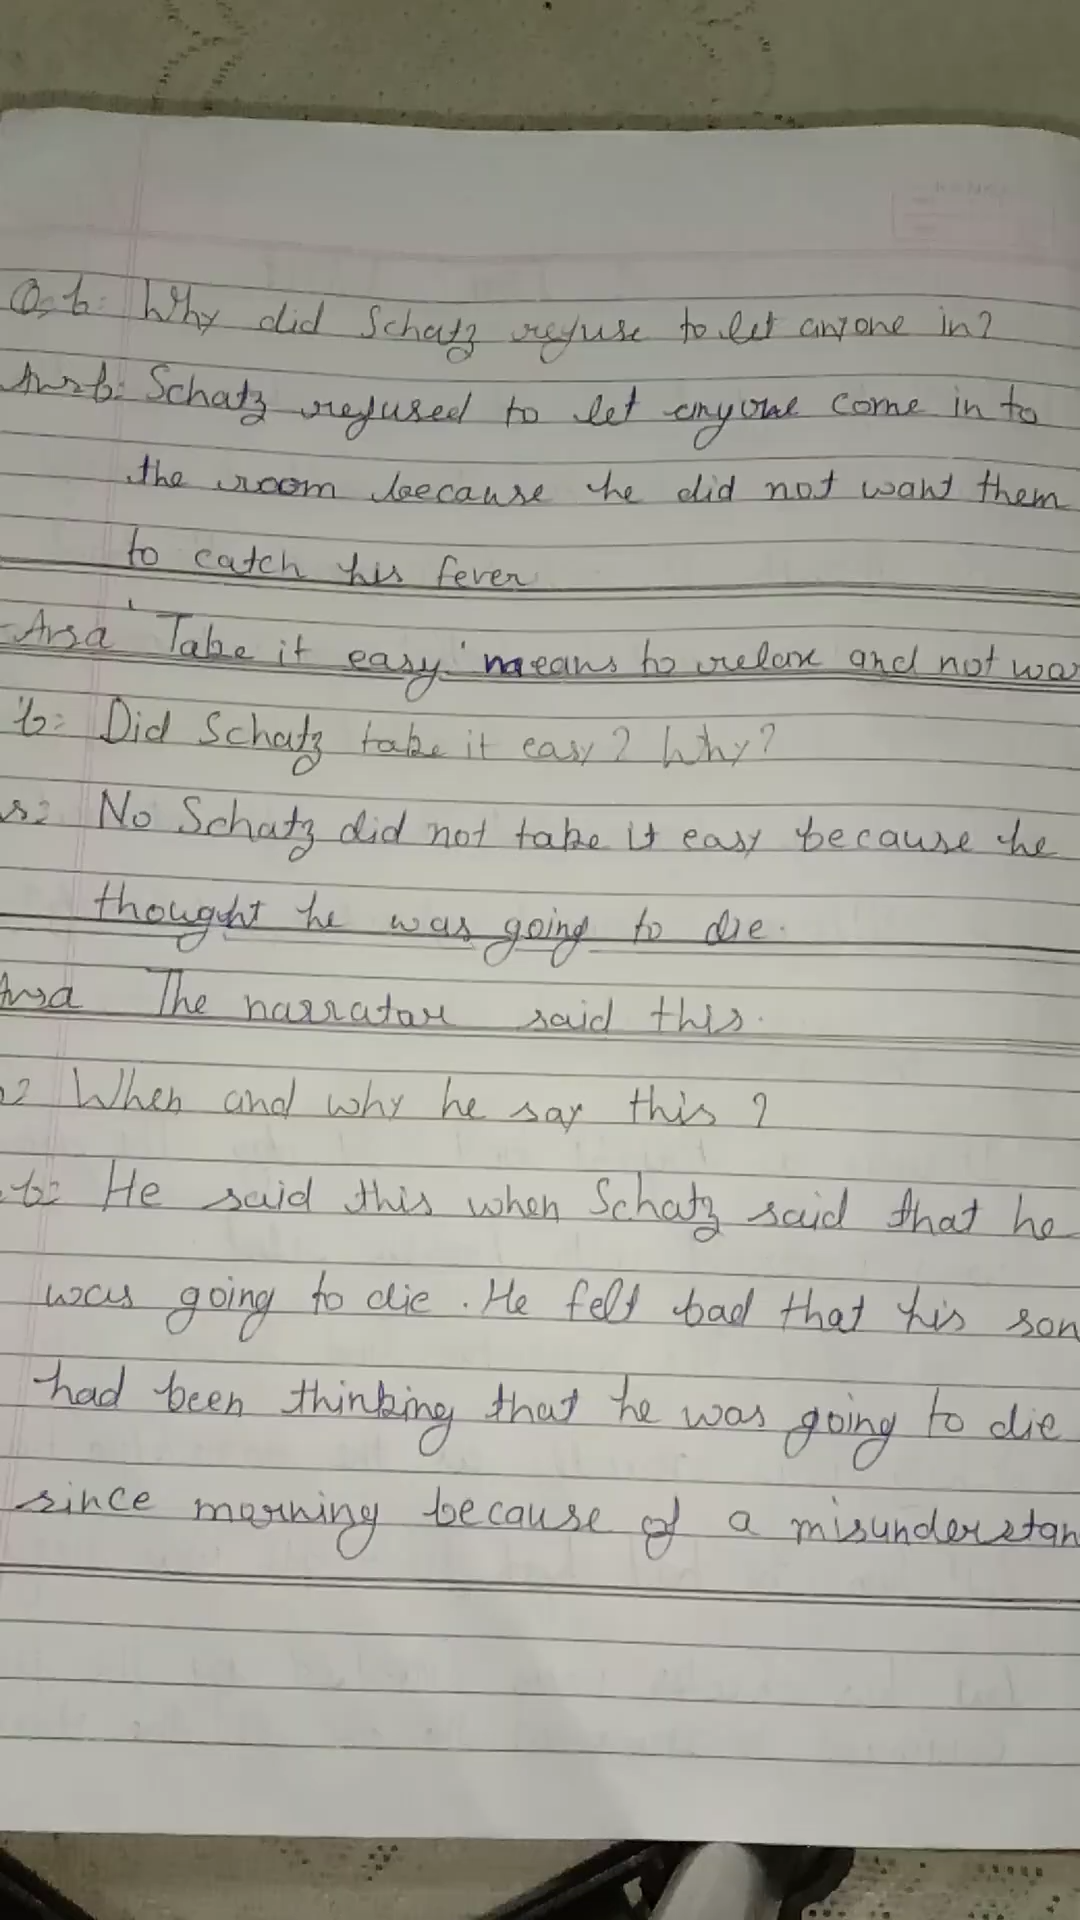 Q.b: Why did Schatz refuse to let anyone in?
Ans b: Schatz refused to let anyone come in to
the room because he did not want them
to catch his fever
Ans a 'Take it easy' means to relax and not
b: Did Schatz take it easy? Why?
No Schatz did not take it easy because he
thought he was going to die.
Ans a The narrator said this.
When and why he say this?
b: He said this when Schatz said that he
was going to die. He felt bad that his son
had been thinking that he was going to die
since morning because of a misunderstan